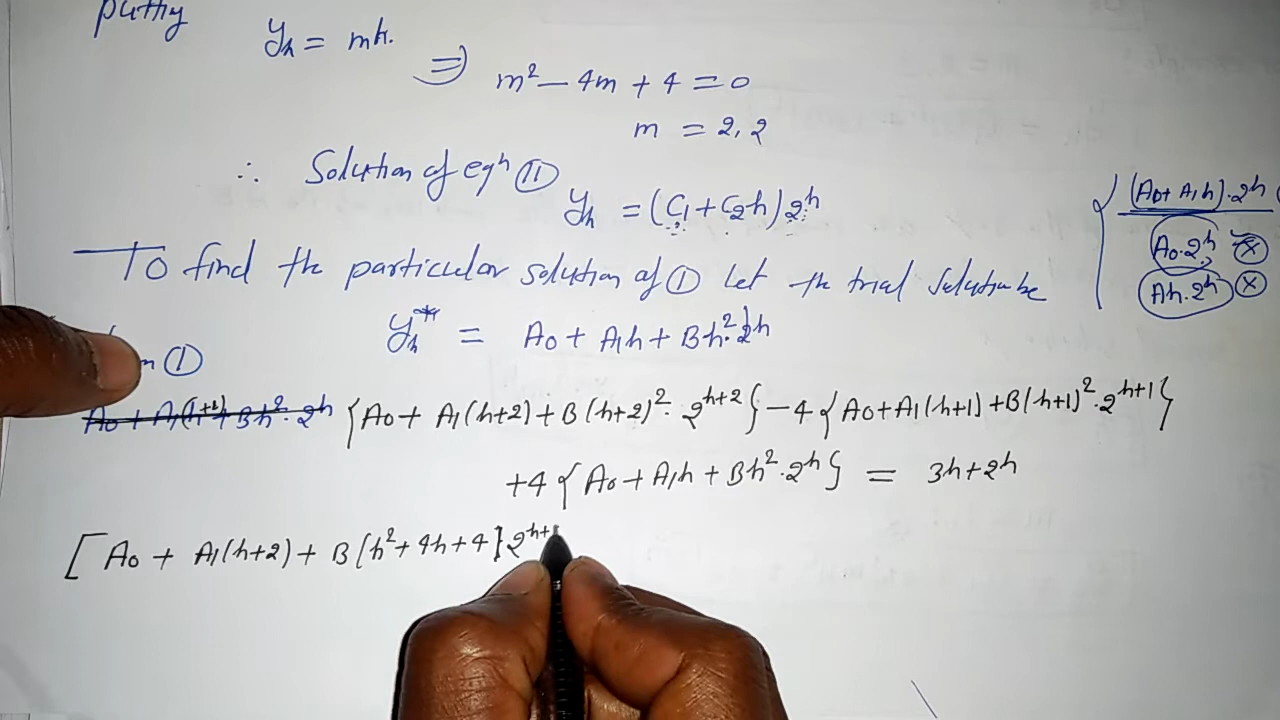 putting
yₕ = mh.
⇒ m² − 4m + 4 = 0
m = 2, 2
∴ Solution of eqⁿ ⑪
yₕ = (C₁ + C₂h) 2ʰ
(A₀ + A₁h) · 2ʰ
A₀ · 2ʰ, ⓧ
Ah · 2ʰ ⓧ
To find the particular solution of ① Let the trial solution be
yₕ* = A₀ + A₁h + Bh² · 2ʰ
①
{A₀ + A₁(h+2) + B(h+2)² · 2ʰ⁺²} − 4 {A₀ + A₁(h+1) + B(h+1)² · 2ʰ⁺¹}
+4 {A₀ + A₁h + Bh² · 2ʰ} = 3h + 2ʰ
[A₀ + A₁(h+2) + B[h² + 4h + 4] 2ʰ⁺